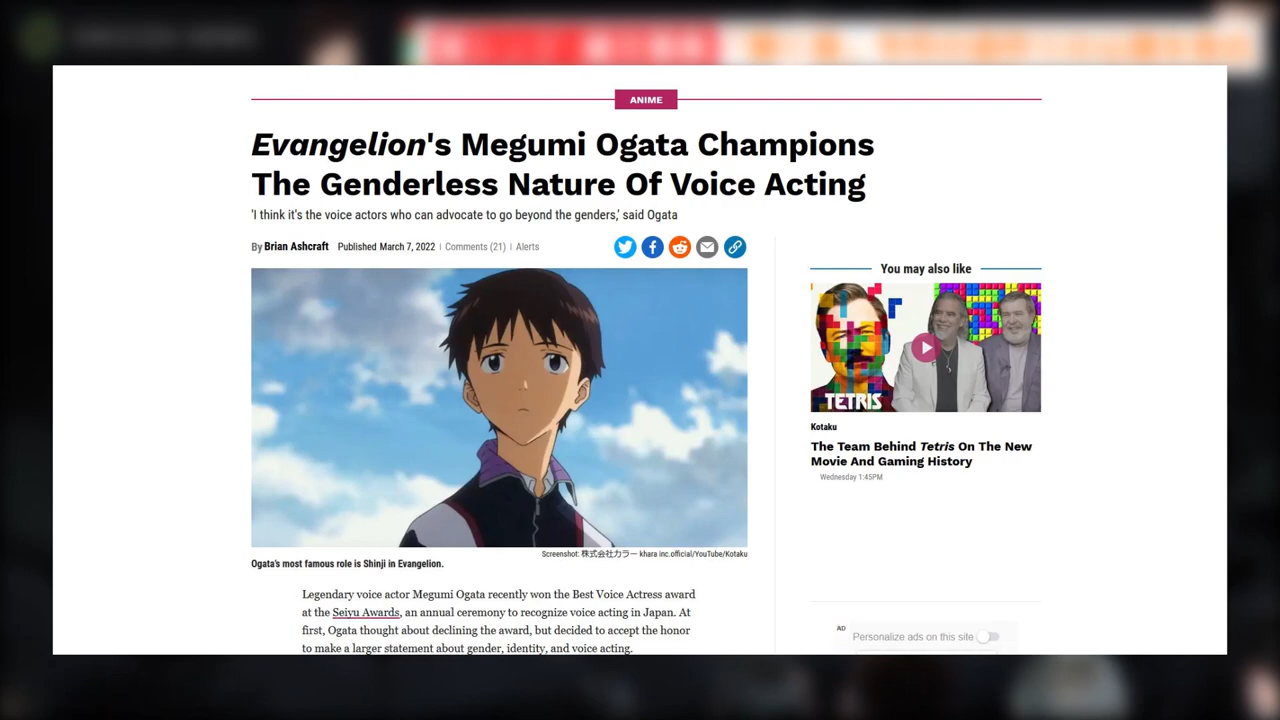 ANIME
Evangelion's Megumi Ogata Champions
The Genderless Nature Of Voice Acting
'I think it's the voice actors who can advocate to go beyond the genders,' said Ogata
By Brian Ashcraft Published March 7, 2022 | Comments (21) | Alerts
Screenshot: 株式会社カラー khara inc.official/YouTube/Kotaku
Ogata's most famous role is Shinji in Evangelion.
Legendary voice actor Megumi Ogata recently won the Best Voice Actress award
at the Seiyu Awards, an annual ceremony to recognize voice acting in Japan. At
first, Ogata thought about declining the award, but decided to accept the honor
to make a larger statement about gender, identity, and voice acting.
You may also like
TETRIS
Kotaku
The Team Behind Tetris On The New
Movie And Gaming History
Wednesday 1:45PM
AD
Personalize ads on this site